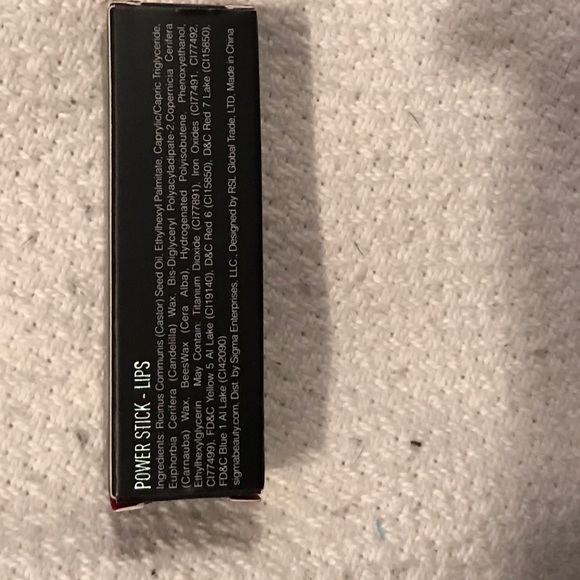 POWER STICK - LIPS
Ingredients: Ricinus Communis (Castor) Seed Oil, Ethylhexyl Palmitate, Caprylic/Capric Triglyceride,
Euphorbia Cerifera (Candelilla) Wax, Bis-Diglyceryl Polyacyladipate-2, Copernicia Cerifera
(Carnauba) Wax, BeesWax (Cera Alba), Hydrogenated Polyisobutene, Phenoxyethanol,
Ethylhexylglycerin May Contain: Titanium Dioxide (CI77891), Iron Oxides (CI77491, CI77492,
CI77499), FD&C Yellow 5 Al Lake (CI19140), D&C Red 6 (CI15850), D&C Red 7 Lake (CI15850),
FD&C Blue 1 Al Lake (CI42090)
sigmabeauty.com, Dist. by Sigma Enterprises, LLC., Designed by RSL Global Trade, LTD, Made in China